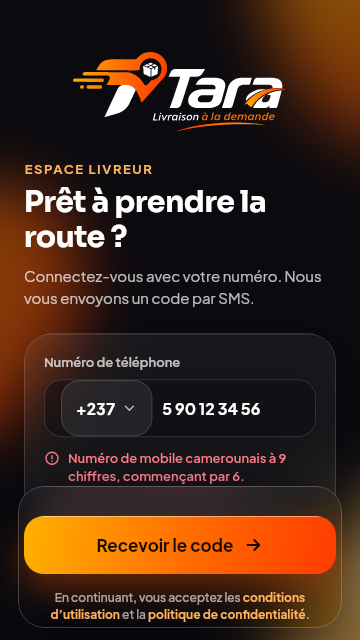 Tara
Livraison à la demande
ESPACE LIVREUR
Prêt à prendre la
route ?
Connectez-vous avec votre numéro. Nous
vous envoyons un code par SMS.
Numéro de téléphone
+237 5 90 12 34 56
Numéro de mobile camerounais à 9
chiffres, commençant par 6.
Recevoir le code →
En continuant, vous acceptez les conditions
d'utilisation et la politique de confidentialité.